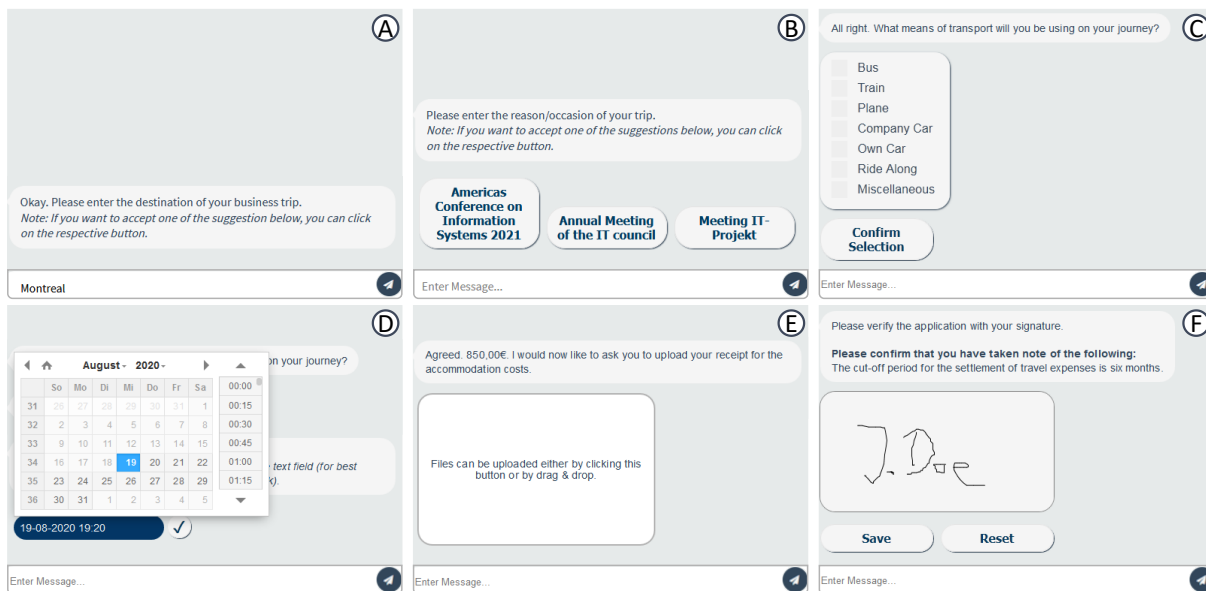 A
Okay. Please enter the destination of your business trip.
Note: If you want to accept one of the suggestion below, you can click
on the respective button.
Montreal
B
Please enter the reason/occasion of your trip.
Note: If you want to accept one of the suggestions below, you can click
on the respective button.
Americas
Conference on
Information
Systems 2021
Annual Meeting
of the IT council
Meeting IT-
Projekt
Enter Message...
C
All right. What means of transport will you be using on your journey?
Bus
Train
Plane
Company Car
Own Car
Ride Along
Miscellaneous
Confirm
Selection
Enter Message...
D
on your journey?
August 2020
So Mo Di Mi Do Fr Sa
31 26 27 28 29 30 31 1
32 2 3 4 5 6 7 8
33 9 10 11 12 13 14 15
34 16 17 18 19 20 21 22
35 23 24 25 26 27 28 29
36 30 31 1 2 3 4 5
00:00
00:15
00:30
00:45
01:00
01:15
text field (for best
k).
19-08-2020 19:20
Enter Message...
E
Agreed. 850,00€. I would now like to ask you to upload your receipt for the
accommodation costs.
Files can be uploaded either by clicking this
button or by drag & drop.
Enter Message...
F
Please verify the application with your signature.
Please confirm that you have taken note of the following:
The cut-off period for the settlement of travel expenses is six months.
J. Doe
Save
Reset
Enter Message...